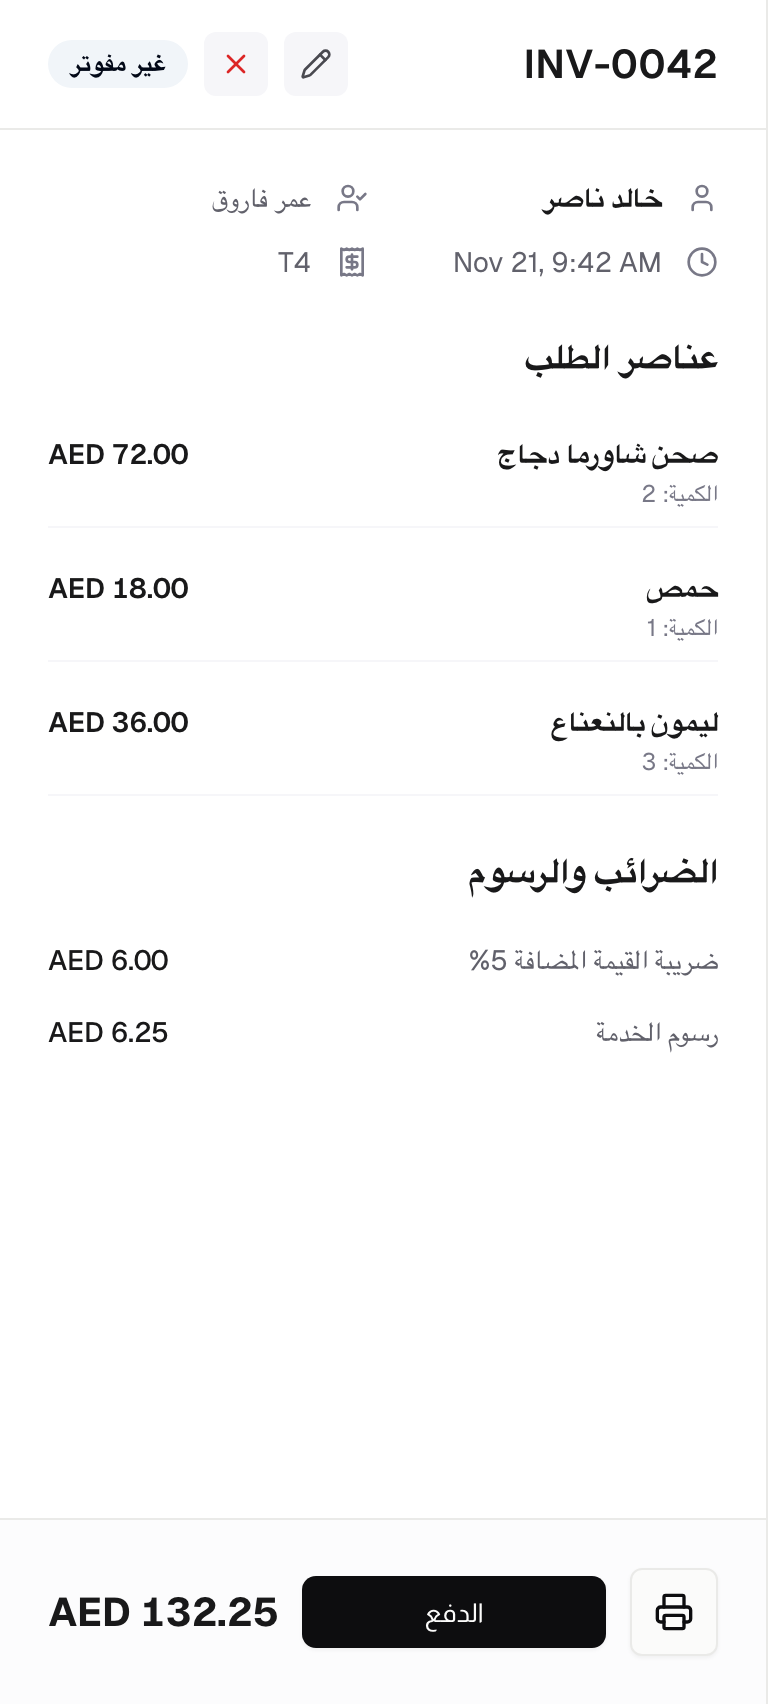 INV-0042
غير مفوتر
خالد ناصر
عمر فاروق
Nov 21, 9:42 AM
T4
عناصر الطلب
صحن شاورما دجاج
AED 72.00
الكمية: 2
حمص
AED 18.00
الكمية: 1
ليمون بالنعناع
AED 36.00
الكمية: 3
الضرائب والرسوم
ضريبة القيمة المضافة 5%
AED 6.00
رسوم الخدمة
AED 6.25
الدفع
AED 132.25